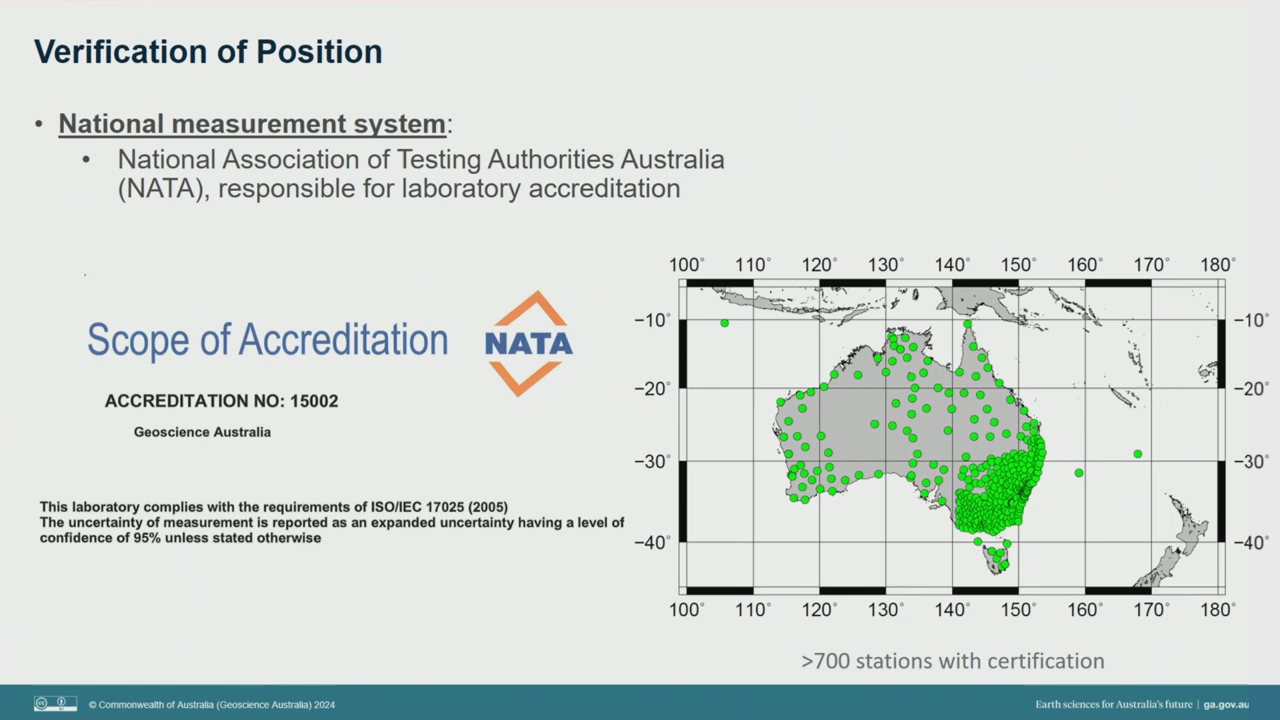 Verification of Position
• National measurement system:
• National Association of Testing Authorities Australia
(NATA), responsible for laboratory accreditation
Scope of Accreditation
NATA
ACCREDITATION NO: 15002
Geoscience Australia
This laboratory complies with the requirements of ISO/IEC 17025 (2005)
The uncertainty of measurement is reported as an expanded uncertainty having a level of
confidence of 95% unless stated otherwise
100° 110° 120° 130° 140° 150° 160° 170° 180°
−10° −10°
−20° −20°
−30° −30°
−40° −40°
100° 110° 120° 130° 140° 150° 160° 170° 180°
>700 stations with certification
© Commonwealth of Australia (Geoscience Australia) 2024
Earth sciences for Australia's future | ga.gov.au